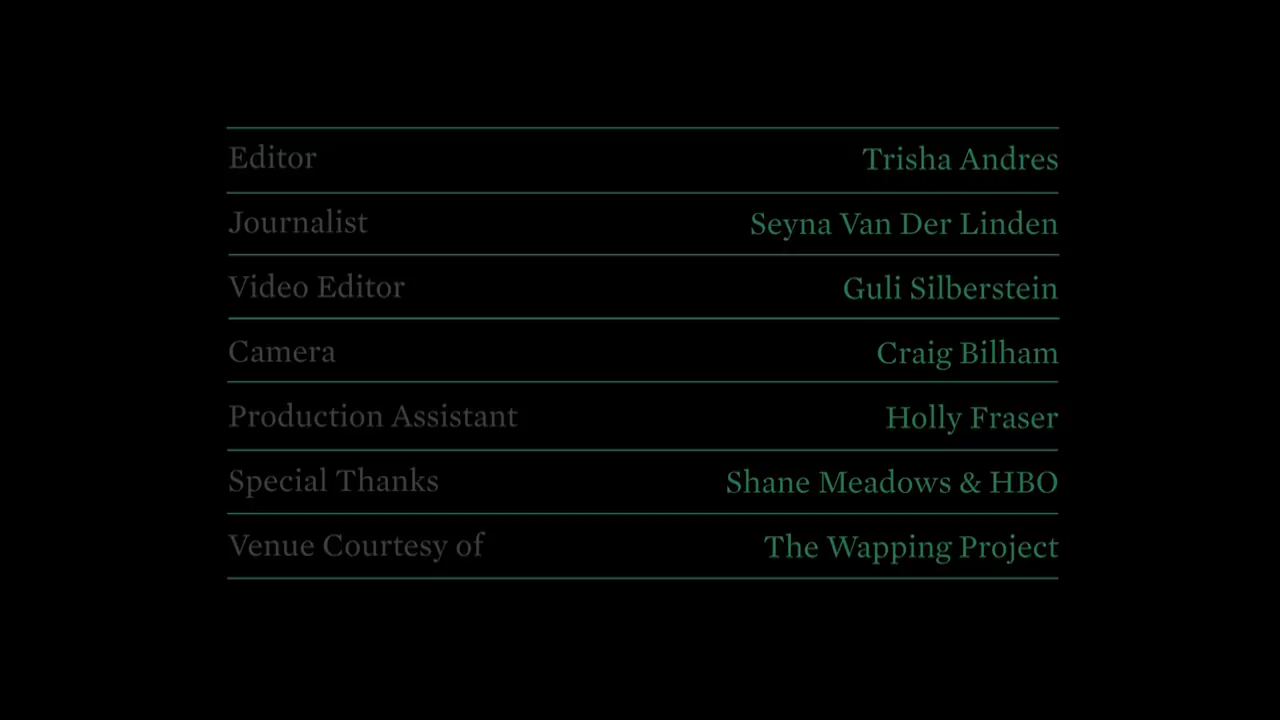 Editor Trisha Andres
Journalist Seyna Van Der Linden
Video Editor Guli Silberstein
Camera Craig Bilham
Production Assistant Holly Fraser
Special Thanks Shane Meadows & HBO
Venue Courtesy of The Wapping Project